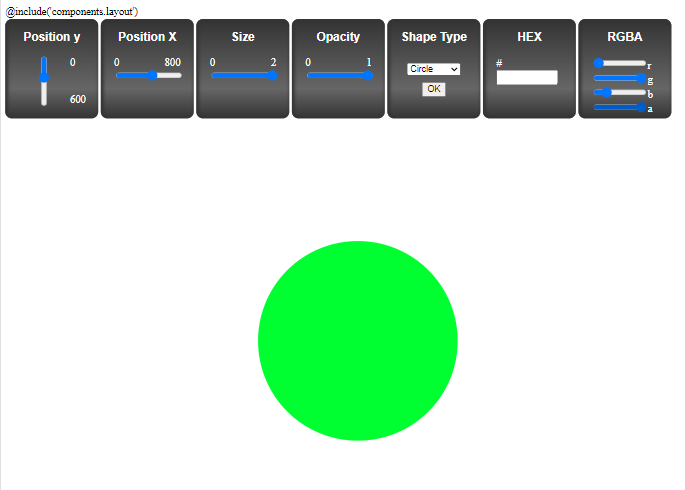 @include('components.layout')
Position y
0
600
Position X
0 800
Size
0 2
Opacity
0 1
Shape Type
Circle
OK
HEX
#
RGBA
r
g
b
a